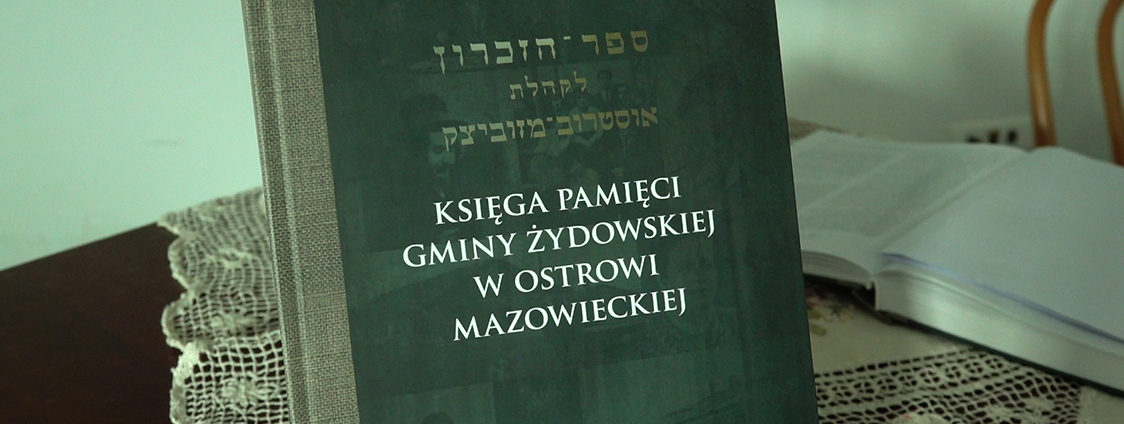 ספר־הזכרון
לקהלת
אוסטרוב־מזוביצק
KSIĘGA PAMIĘCI
GMINY ŻYDOWSKIEJ
W OSTROWI
MAZOWIECKIEJ